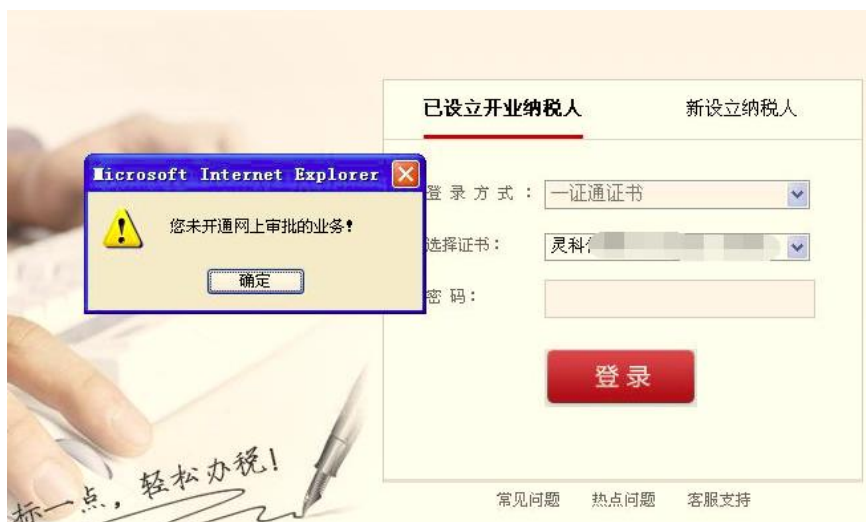 已设立开业纳税人 新设立纳税人
Microsoft Internet Explorer
您未开通网上审批的业务!
确定
登录方式: 一证通证书
选择证书: 灵科
密码:
登录
标一点,轻松办税!
常见问题 热点问题 客服支持